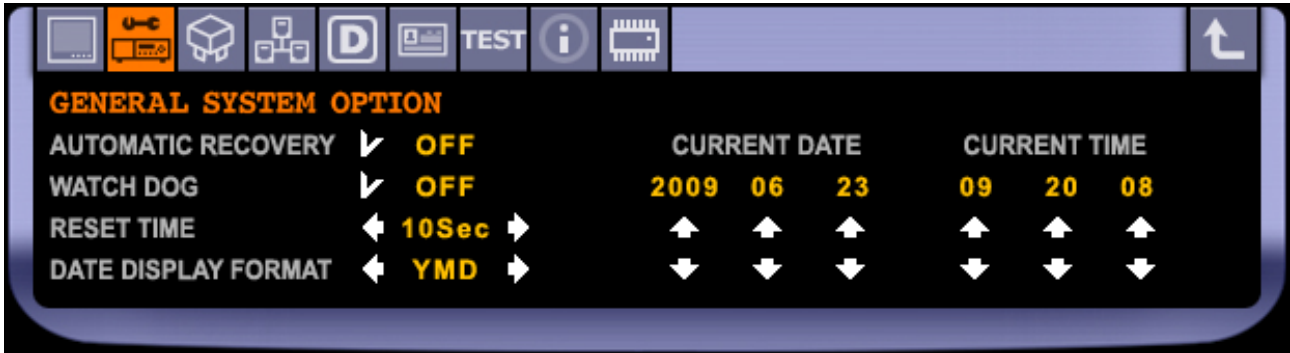 D TEST i
GENERAL SYSTEM OPTION
AUTOMATIC RECOVERY OFF CURRENT DATE CURRENT TIME
WATCH DOG OFF 2009 06 23 09 20 08
RESET TIME 10Sec
DATE DISPLAY FORMAT YMD